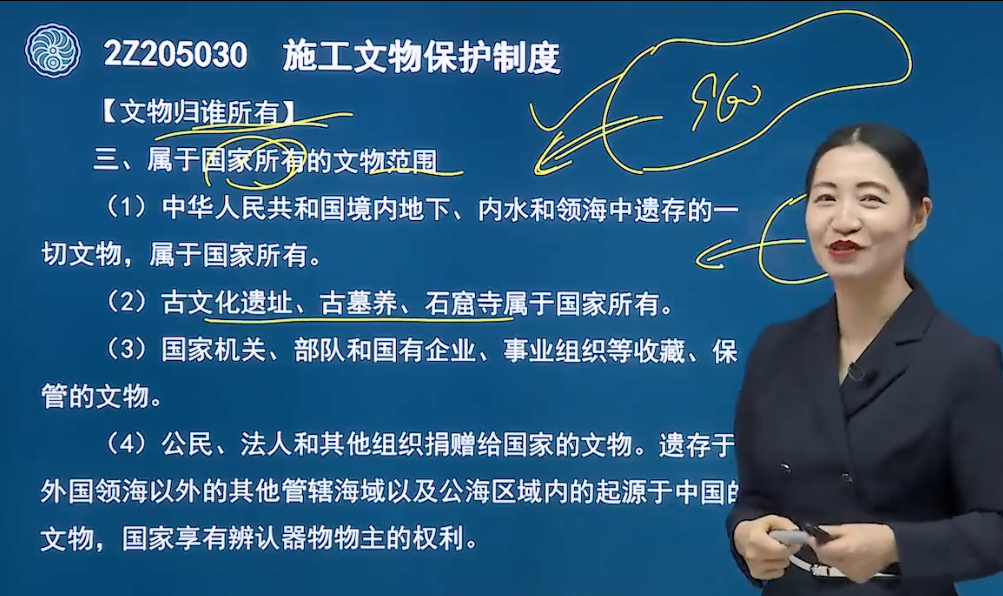 2Z205030 施工文物保护制度
【文物归谁所有】
三、属于国家所有的文物范围
（1）中华人民共和国境内地下、内水和领海中遗存的一
切文物，属于国家所有。
（2）古文化遗址、古墓养、石窟寺属于国家所有。
（3）国家机关、部队和国有企业、事业组织等收藏、保
管的文物。
（4）公民、法人和其他组织捐赠给国家的文物。遗存于
外国领海以外的其他管辖海域以及公海区域内的起源于中国的
文物，国家享有辨认器物物主的权利。